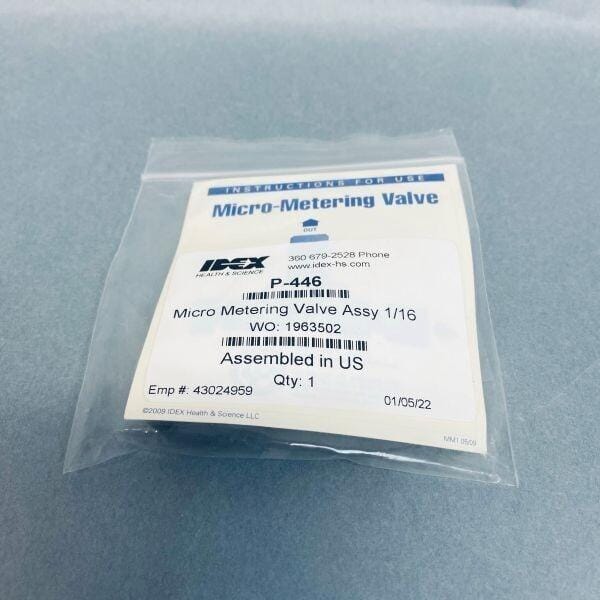 INSTRUCTIONS FOR USE
Micro-Metering Valve
OUT
IDEX
HEALTH & SCIENCE
360 679-2528 Phone
www.idex-hs.com
P-446
Micro Metering Valve Assy 1/16
WO: 1963502
Assembled in US
Qty: 1
Emp #: 43024959
01/05/22
©2009 IDEX Health & Science LLC
MM1 05/09